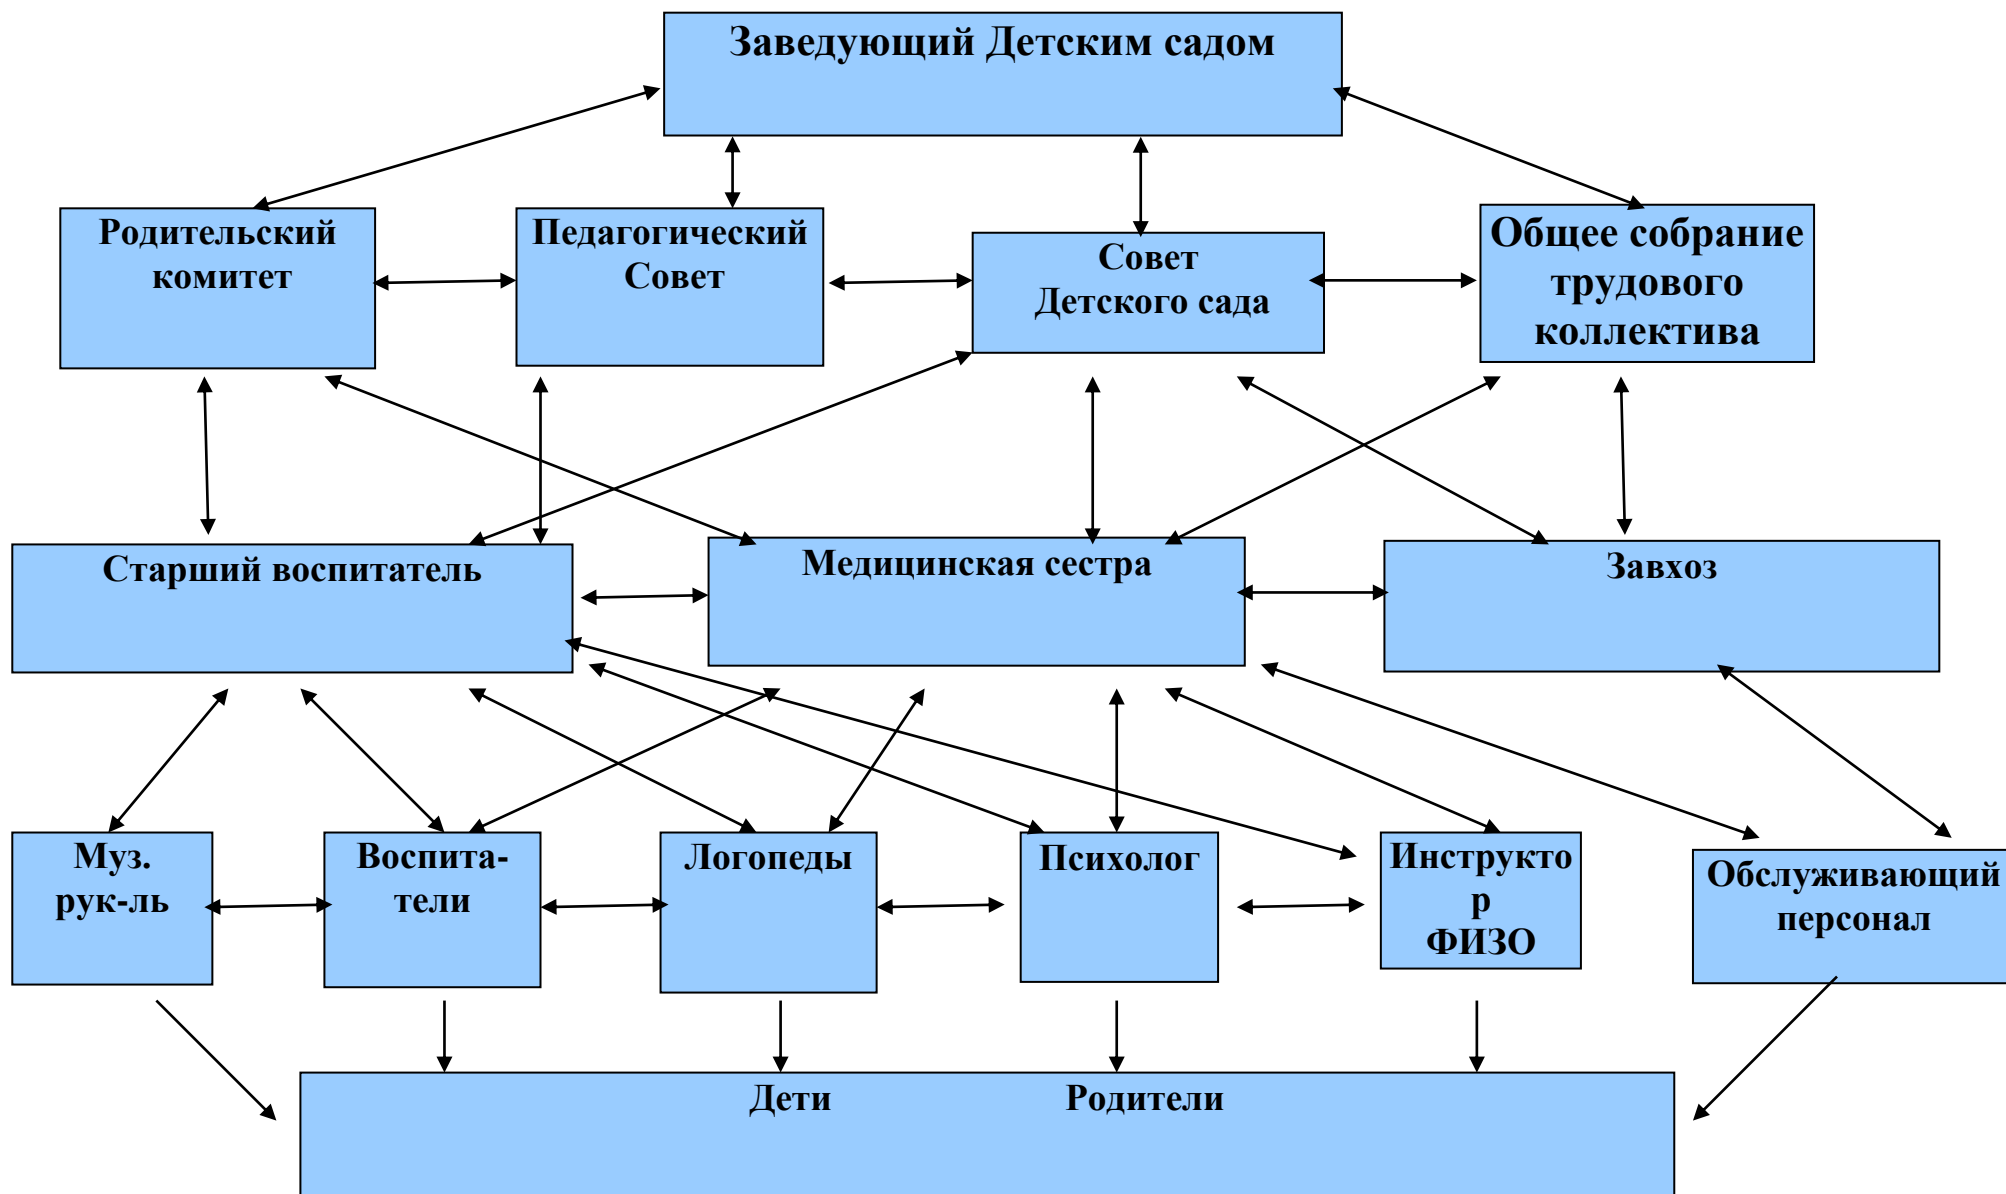 Заведующий Детским садом
Родительский
комитет
Педагогический
Совет
Совет
Детского сада
Общее собрание
трудового
коллектива
Старший воспитатель
Медицинская сестра
Завхоз
Муз.
рук-ль
Воспита-
тели
Логопеды
Психолог
Инструкто
р
ФИЗО
Обслуживающий
персонал
Дети Родители